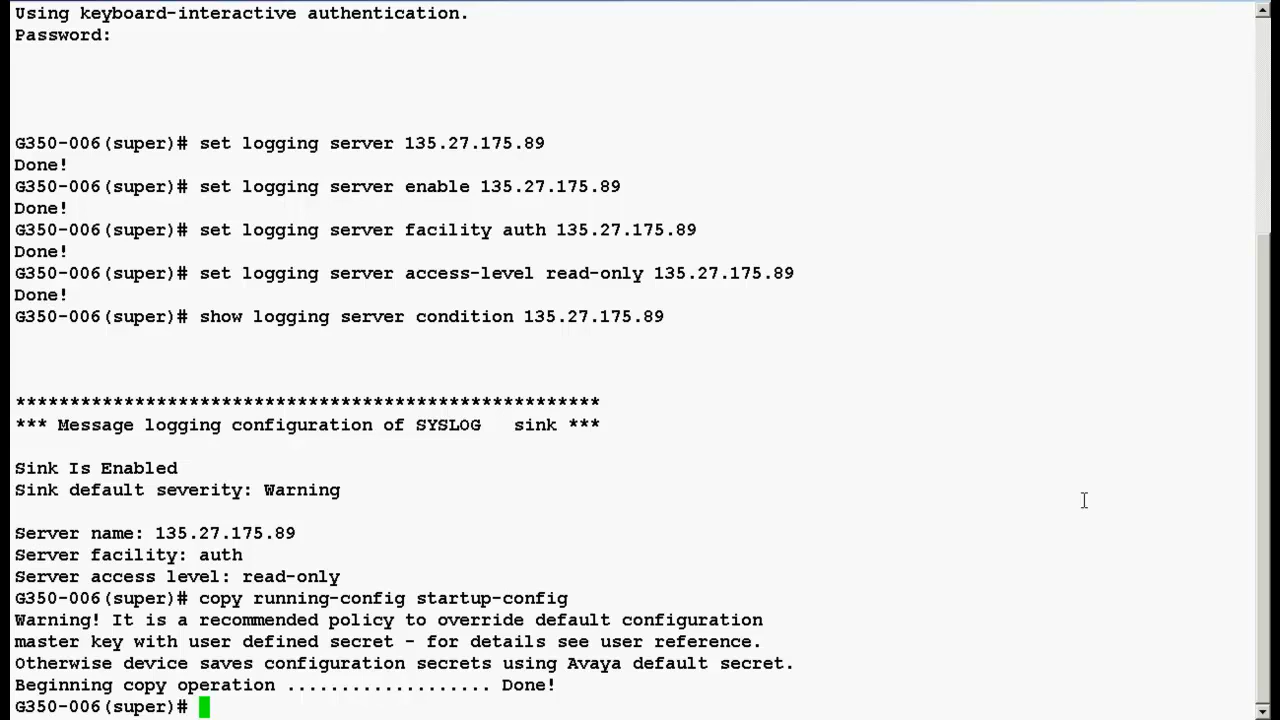 Using keyboard-interactive authentication.
Password:
G350-006(super)# set logging server 135.27.175.89
Done!
G350-006(super)# set logging server enable 135.27.175.89
Done!
G350-006(super)# set logging server facility auth 135.27.175.89
Done!
G350-006(super)# set logging server access-level read-only 135.27.175.89
Done!
G350-006(super)# show logging server condition 135.27.175.89
******************************************************
*** Message logging configuration of SYSLOG   sink ***
Sink Is Enabled
Sink default severity: Warning
Server name: 135.27.175.89
Server facility: auth
Server access level: read-only
G350-006(super)# copy running-config startup-config
Warning! It is a recommended policy to override default configuration
master key with user defined secret - for details see user reference.
Otherwise device saves configuration secrets using Avaya default secret.
Beginning copy operation ................... Done!
G350-006(super)#